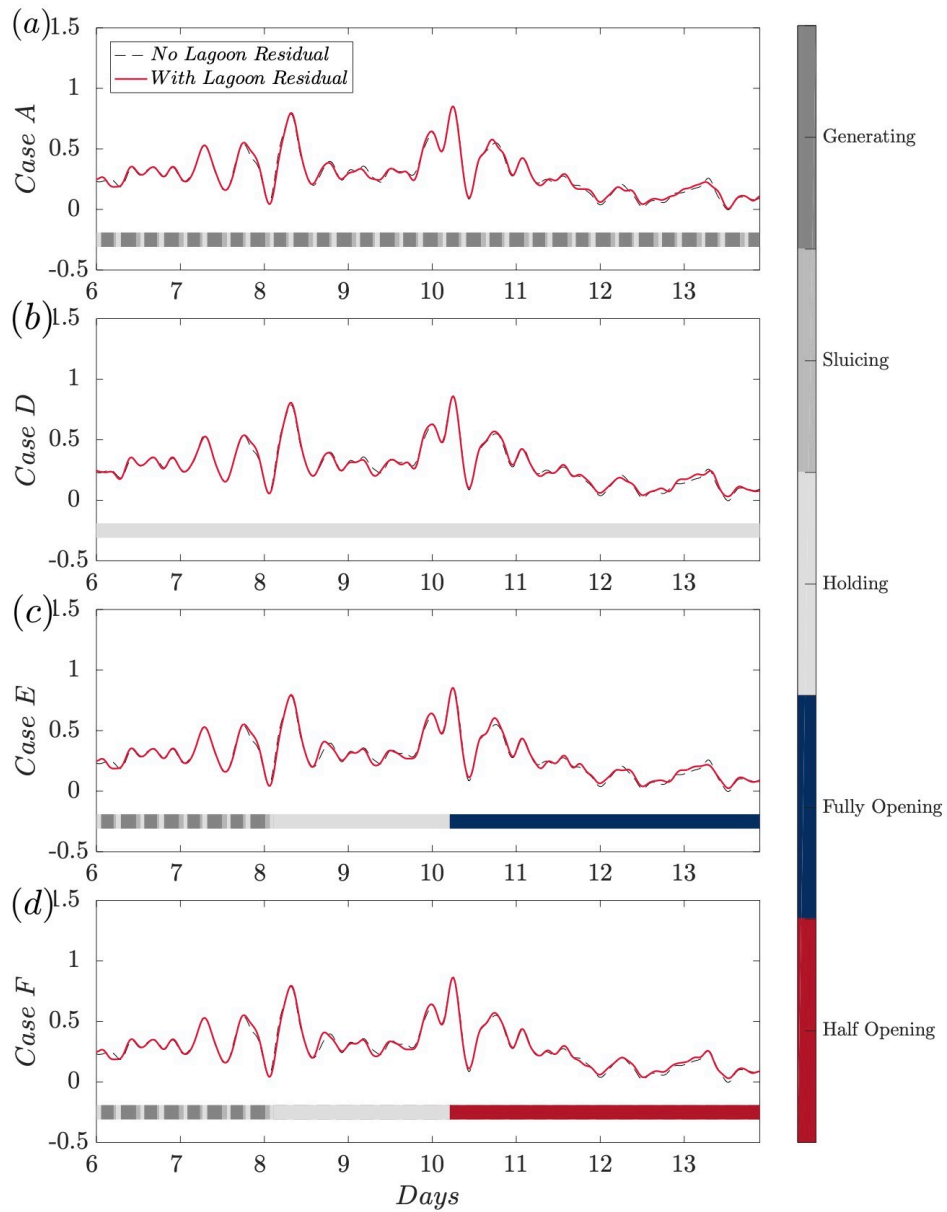 (a)
1.5
1
0.5
0
-0.5
Case A
No Lagoon Residual
With Lagoon Residual
6 7 8 9 10 11 12 13
(b)
1.5
1
0.5
0
-0.5
Case D
6 7 8 9 10 11 12 13
(c)
1.5
1
0.5
0
-0.5
Case E
6 7 8 9 10 11 12 13
(d)
1.5
1
0.5
0
-0.5
Case F
6 7 8 9 10 11 12 13
Days
Generating
Sluicing
Holding
Fully Opening
Half Opening